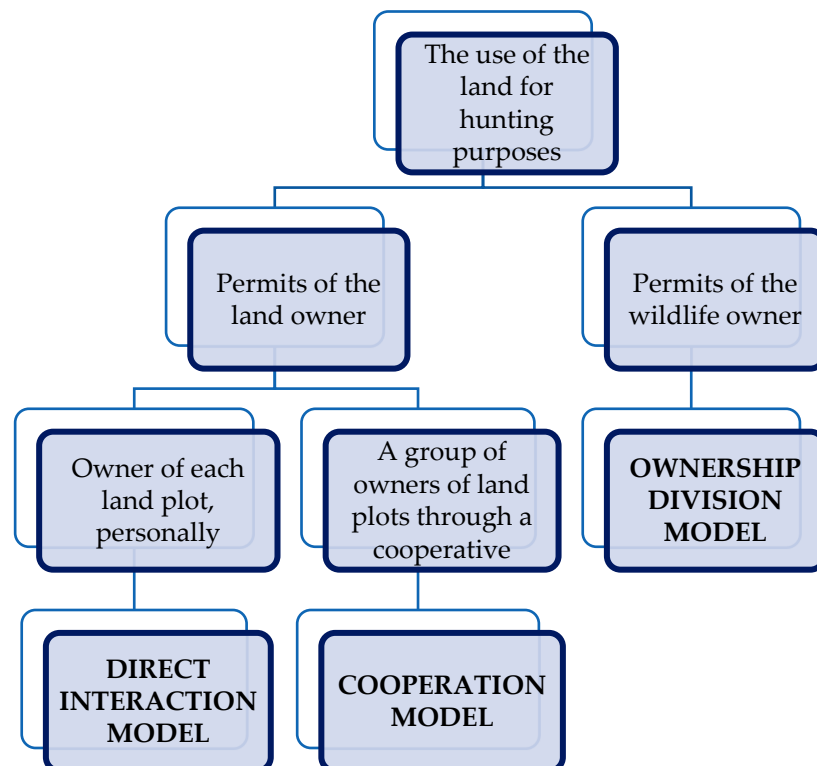 The use of the
land for
hunting
purposes
Permits of the
land owner
Permits of the
wildlife owner
Owner of each
land plot,
personally
A group of
owners of land
plots through a
cooperative
OWNERSHIP
DIVISION
MODEL
DIRECT
INTERACTION
MODEL
COOPERATION
MODEL